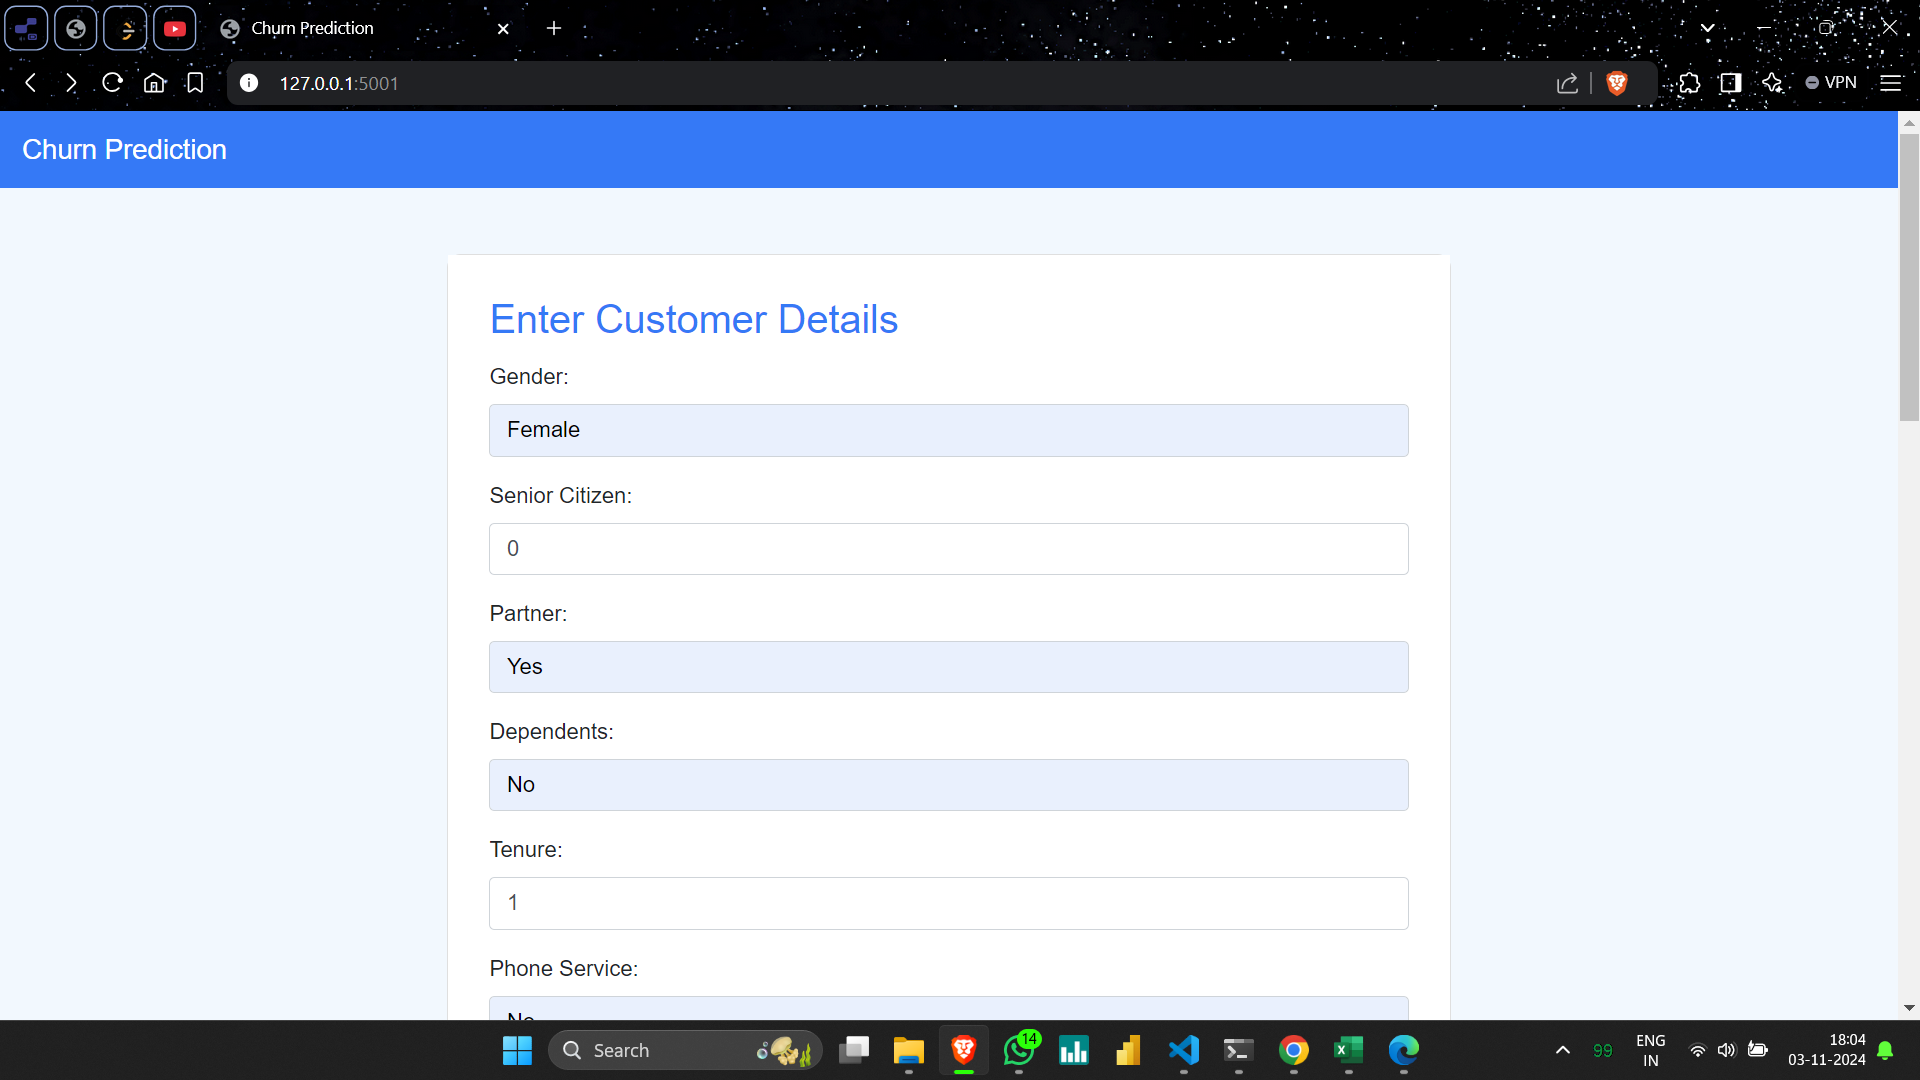 Churn Prediction
127.0.0.1:5001
VPN
Churn Prediction
Enter Customer Details
Gender:
Female
Senior Citizen:
0
Partner:
Yes
Dependents:
No
Tenure:
1
Phone Service:
No
Search
14
99
ENG
IN
18:04
03-11-2024